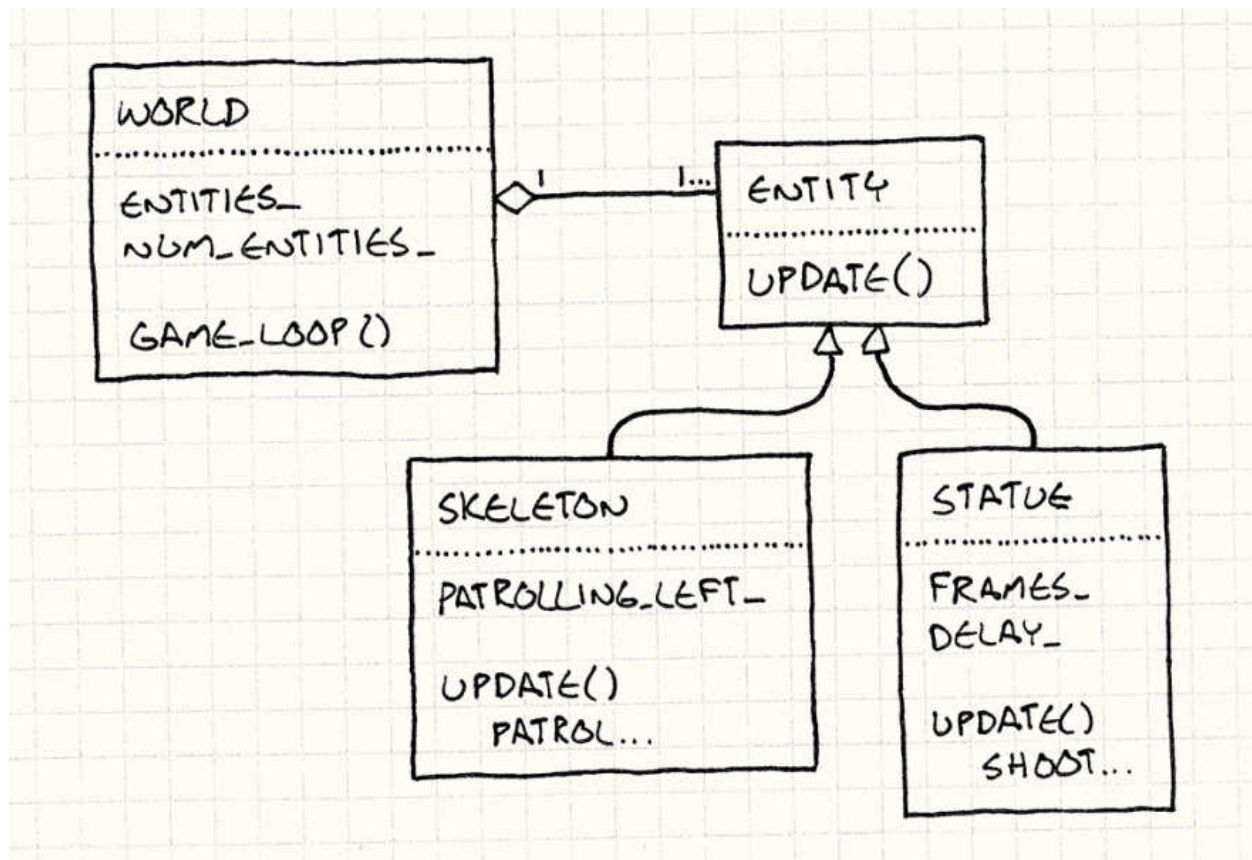 WORLD
ENTITIES_
NUM_ENTITIES_
GAME_LOOP()
1
1...
ENTITY
UPDATE()
SKELETON
PATROLLING_LEFT_
UPDATE()
PATROL...
STATUE
FRAMES_
DELAY_
UPDATE()
SHOOT...